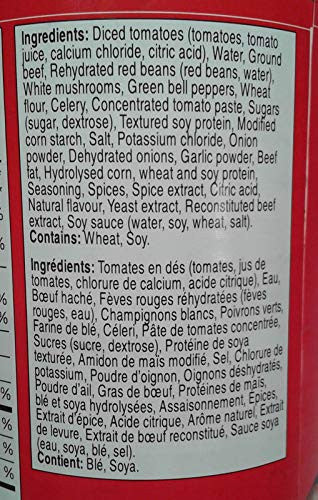 Ingredients: Diced tomatoes (tomatoes, tomato
juice, calcium chloride, citric acid), Water, Ground
beef, Rehydrated red beans (red beans, water),
White mushrooms, Green bell peppers, Wheat
flour, Celery, Concentrated tomato paste, Sugars
(sugar, dextrose), Textured soy protein, Modified
corn starch, Salt, Potassium chloride, Onion
powder, Dehydrated onions, Garlic powder, Beef
fat, Hydrolysed corn, wheat and soy protein,
Seasoning, Spices, Spice extract, Citric acid,
Natural flavour, Yeast extract, Reconstituted beef
extract, Soy sauce (water, soy, wheat, salt).
Contains: Wheat, Soy.
Ingrédients: Tomates en dés (tomates, jus de
tomates, chlorure de calcium, acide citrique), Eau,
Bœuf haché, Fèves rouges réhydratées (fèves
rouges, eau), Champignons blancs, Poivrons verts,
Farine de blé, Céleri, Pâte de tomates concentrée,
Sucres (sucre, dextrose), Protéine de soya
texturée, Amidon de maïs modifié, Sel, Chlorure de
potassium, Poudre d'oignon, Oignons déshydratés,
Poudre d'ail, Gras de bœuf, Protéines de maïs,
blé et soya hydrolysées, Assaisonnement, Épices,
Extrait d'épice, Acide citrique, Arôme naturel, Extrait
de levure, Extrait de bœuf reconstitué, Sauce soya
(eau, soya, blé, sel).
Contient: Blé, Soya.
%
%
%
%
%
%
%